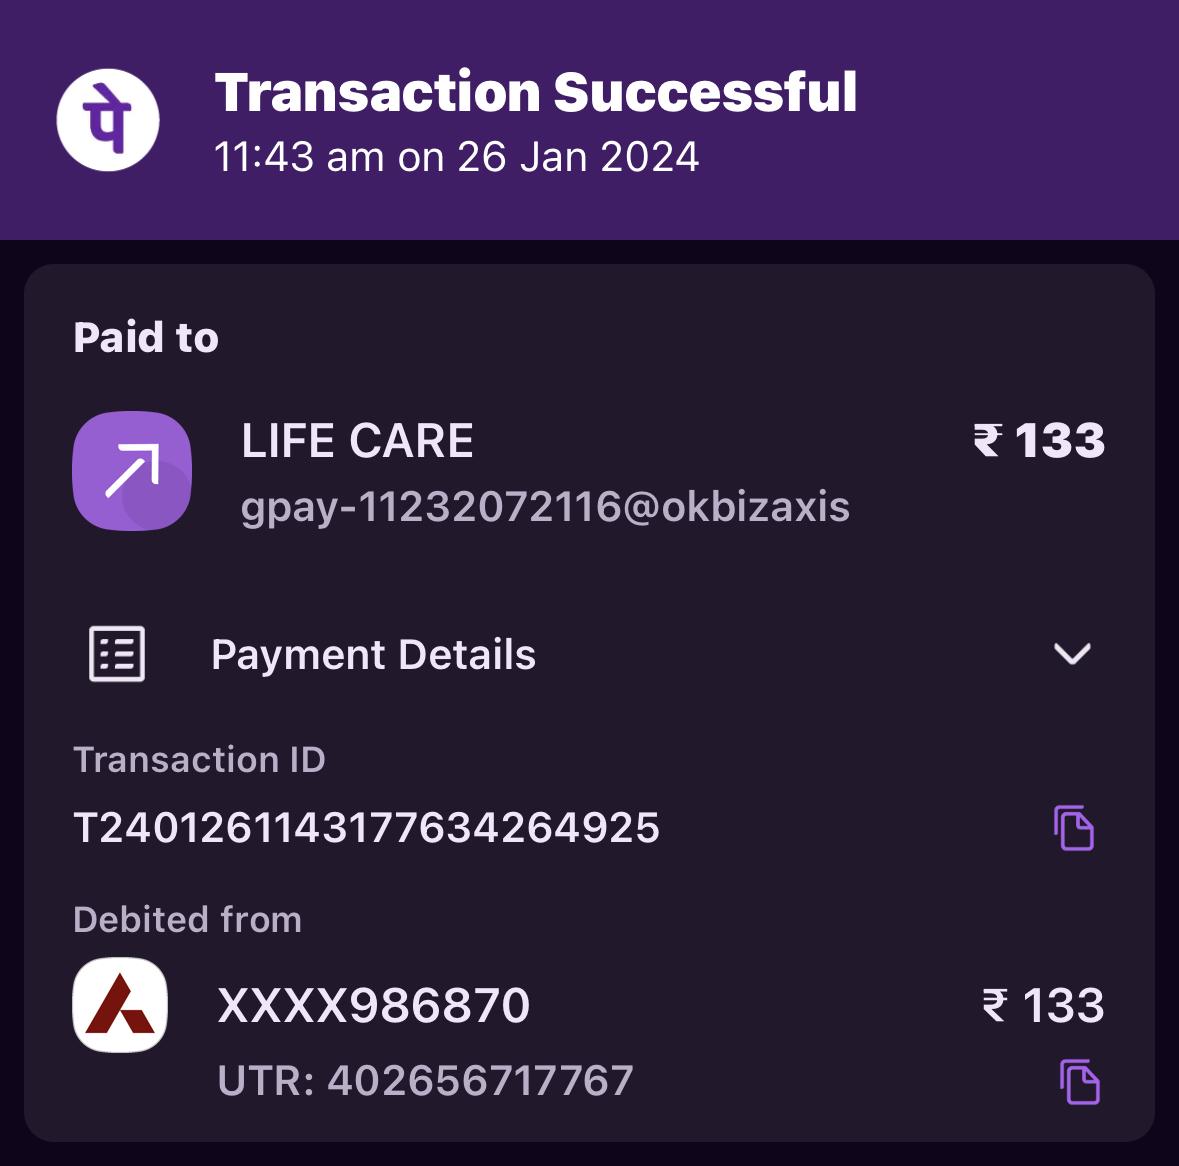 पे
Transaction Successful
11:43 am on 26 Jan 2024
Paid to
LIFE CARE
₹ 133
gpay-11232072116@okbizaxis
Payment Details
Transaction ID
T2401261143177634264925
Debited from
XXXX986870
₹ 133
UTR: 402656717767